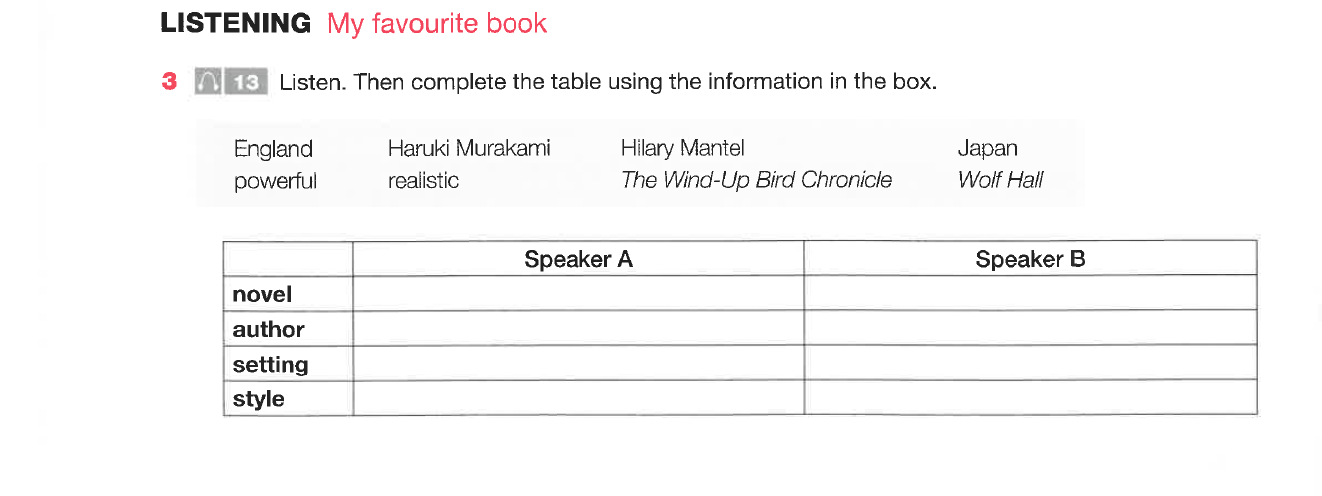 LISTENING My favourite book
3 13 Listen. Then complete the table using the information in the box.
England Haruki Murakami Hilary Mantel Japan
powerful realistic The Wind-Up Bird Chronicle Wolf Hall
Speaker A Speaker B
novel
author
setting
style